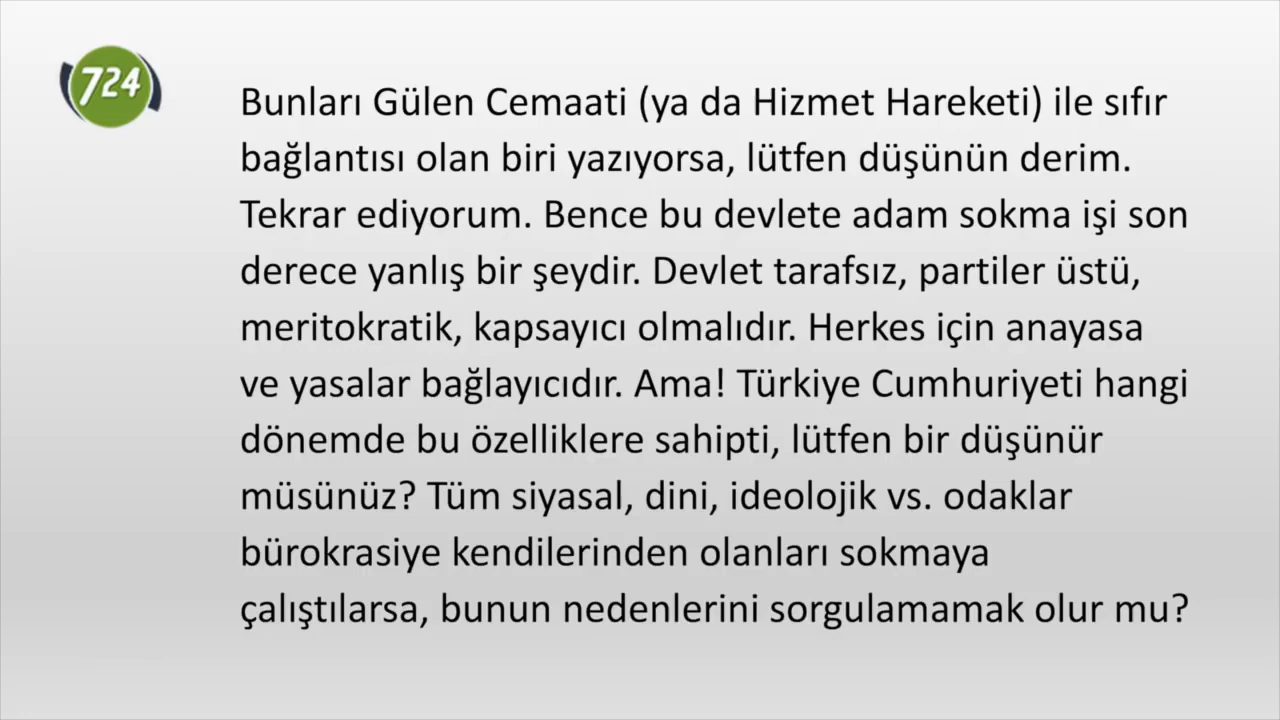 724
Bunları Gülen Cemaati (ya da Hizmet Hareketi) ile sıfır
bağlantısı olan biri yazıyorsa, lütfen düşünün derim.
Tekrar ediyorum. Bence bu devlete adam sokma işi son
derece yanlış bir şeydir. Devlet tarafsız, partiler üstü,
meritokratik, kapsayıcı olmalıdır. Herkes için anayasa
ve yasalar bağlayıcıdır. Ama! Türkiye Cumhuriyeti hangi
dönemde bu özelliklere sahipti, lütfen bir düşünür
müsünüz? Tüm siyasal, dini, ideolojik vs. odaklar
bürokrasiye kendilerinden olanları sokmaya
çalıştılarsa, bunun nedenlerini sorgulamamak olur mu?